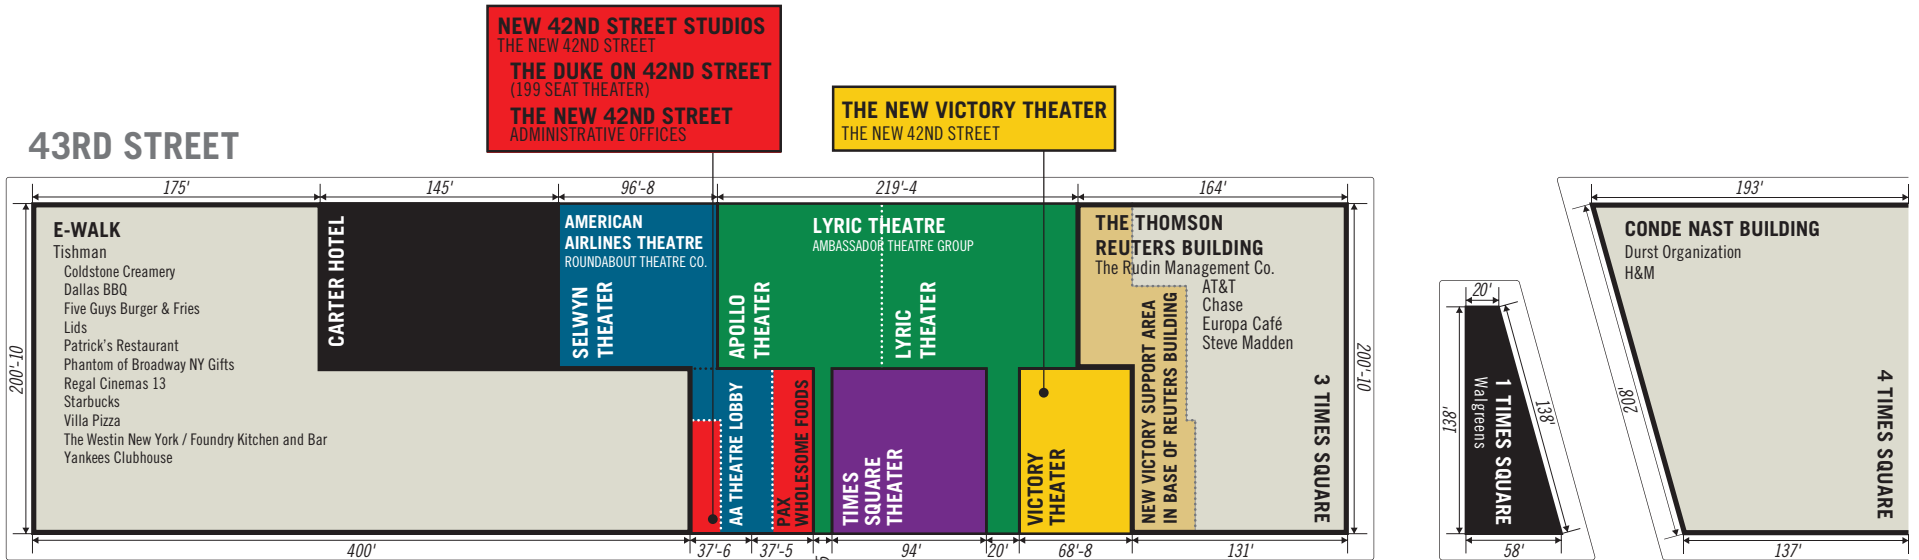 NEW 42ND STREET STUDIOS
THE NEW 42ND STREET
THE DUKE ON 42ND STREET
(199 SEAT THEATER)
THE NEW 42ND STREET
ADMINISTRATIVE OFFICES
THE NEW VICTORY THEATER
THE NEW 42ND STREET
43RD STREET
175'
145'
96'-8
219'-4
164'
193'
200'-10
E-WALK
Tishman
Coldstone Creamery
Dallas BBQ
Five Guys Burger & Fries
Lids
Patrick's Restaurant
Phantom of Broadway NY Gifts
Regal Cinemas 13
Starbucks
Villa Pizza
The Westin New York / Foundry Kitchen and Bar
Yankees Clubhouse
CARTER HOTEL
AMERICAN
AIRLINES THEATRE
ROUNDABOUT THEATRE CO.
SELWYN
THEATER
LYRIC THEATRE
AMBASSADOR THEATRE GROUP
APOLLO
THEATER
LYRIC
THEATER
AA THEATRE LOBBY
PAX
WHOLESOME FOODS
TIMES
SQUARE
THEATER
VICTORY
THEATER
THE THOMSON
REUTERS BUILDING
The Rudin Management Co.
AT&T
Chase
Europa Café
Steve Madden
NEW VICTORY SUPPORT AREA
IN BASE OF REUTERS BUILDING
3 TIMES SQUARE
200'-10
20'
138'
1 TIMES SQUARE
Walgreens
138'
58'
CONDE NAST BUILDING
Durst Organization
H&M
208'
4 TIMES SQUARE
137'
400'
37'-6
37'-5
94'
20'
68'-8
131'